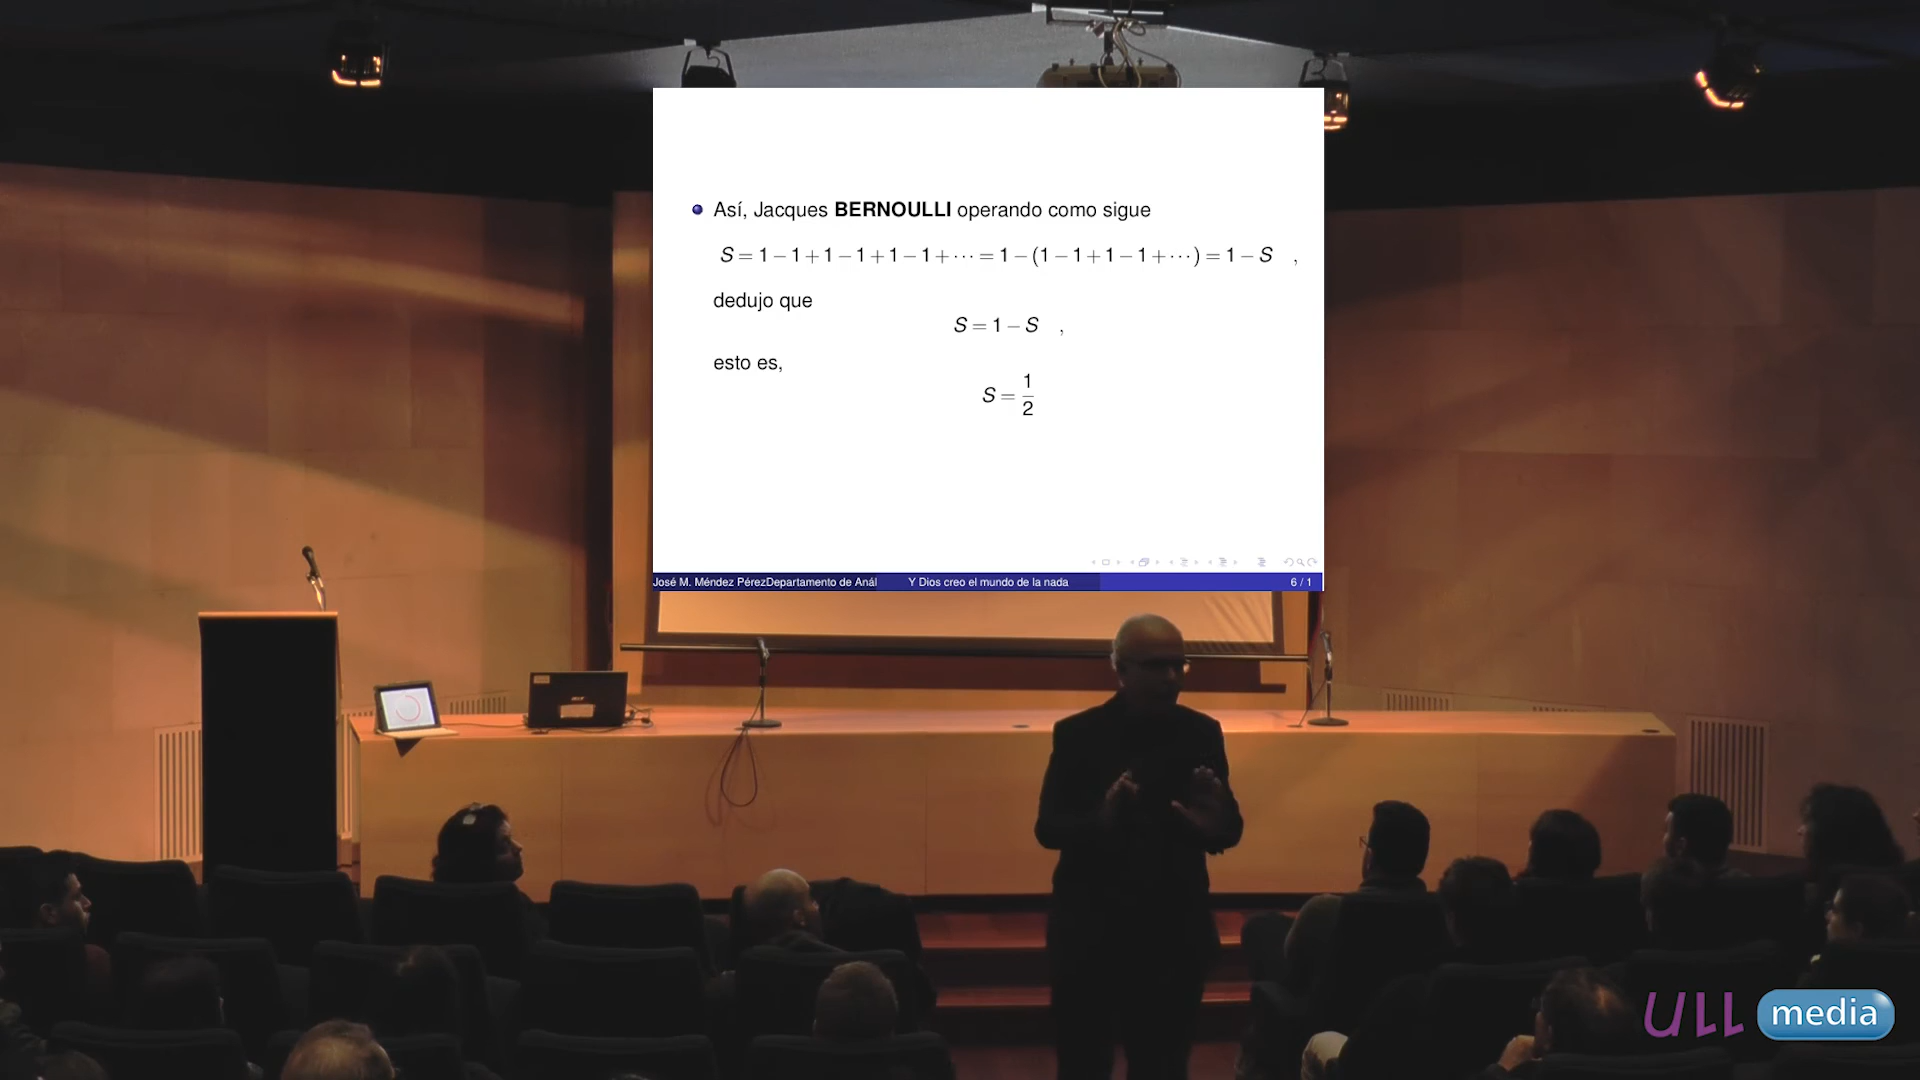 Así, Jacques BERNOULLI operando como sigue
S = 1 − 1 + 1 − 1 + 1 − 1 + ⋯ = 1 − (1 − 1 + 1 − 1 + ⋯) = 1 − S ,
dedujo que
S = 1 − S ,
esto es,
S = 1/2
José M. Méndez PérezDepartamento de Anál Y Dios creo el mundo de la nada 6 / 1
acer
ULL media